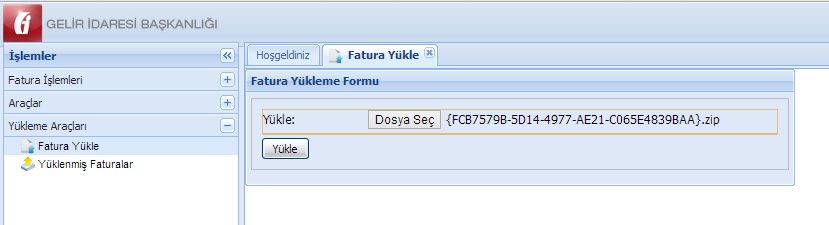 GELİR İDARESİ BAŞKANLIĞI
İşlemler
Fatura İşlemleri
Araçlar
Yükleme Araçları
Fatura Yükle
Yüklenmiş Faturalar
Hoşgeldiniz
Fatura Yükle
Fatura Yükleme Formu
Yükle: Dosya Seç {FCB7579B-5D14-4977-AE21-C065E4839BAA}.zip
Yükle